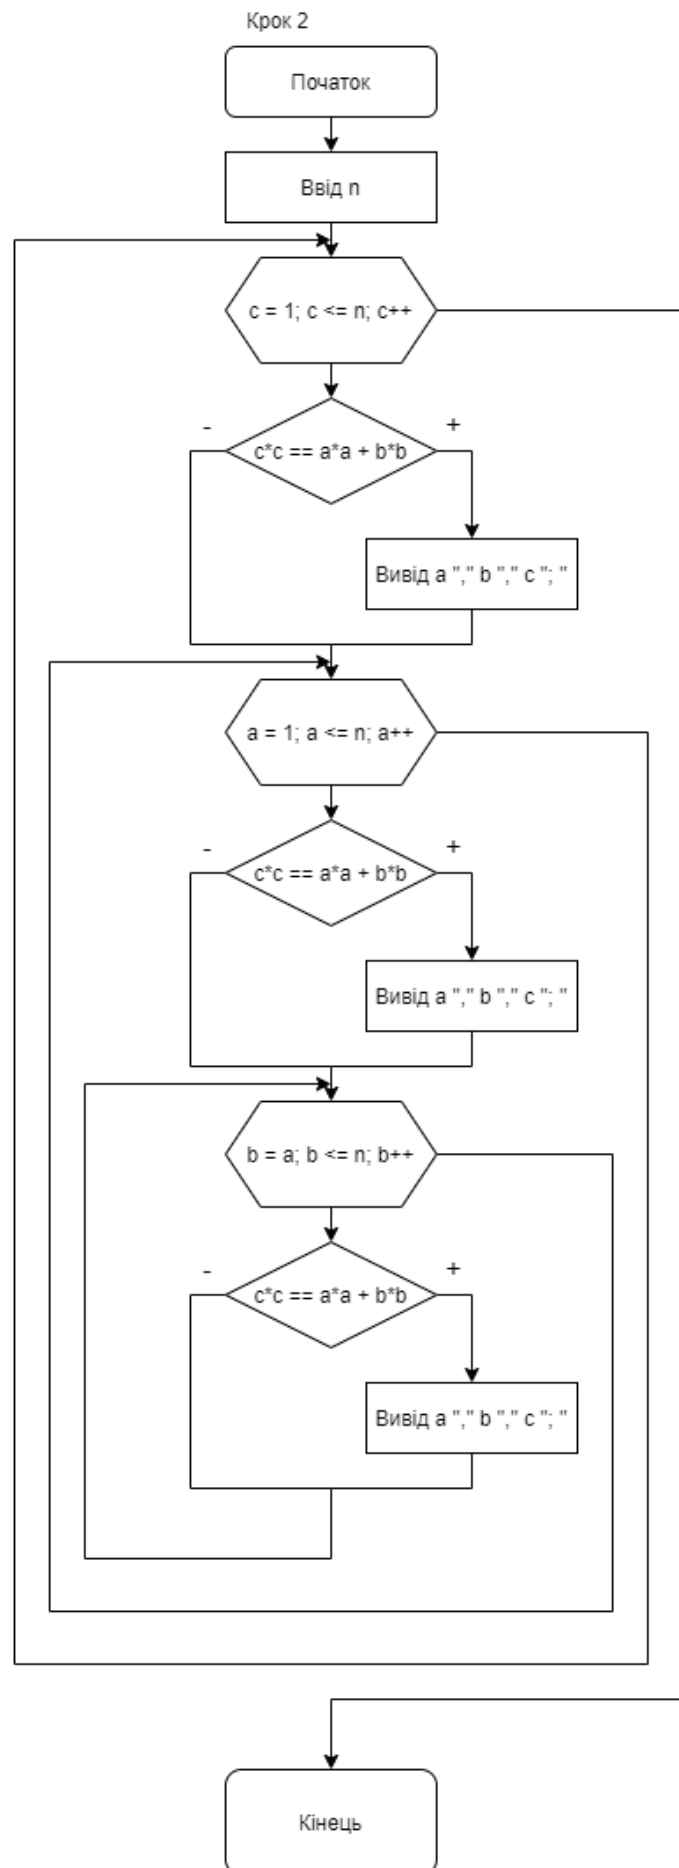 Крок 2
Початок
Ввід n
c = 1; c <= n; c++
-
+
c*c == a*a + b*b
Вивід a "," b "," c "; "
a = 1; a <= n; a++
-
+
c*c == a*a + b*b
Вивід a "," b "," c "; "
b = a; b <= n; b++
-
+
c*c == a*a + b*b
Вивід a "," b "," c "; "
Кінець